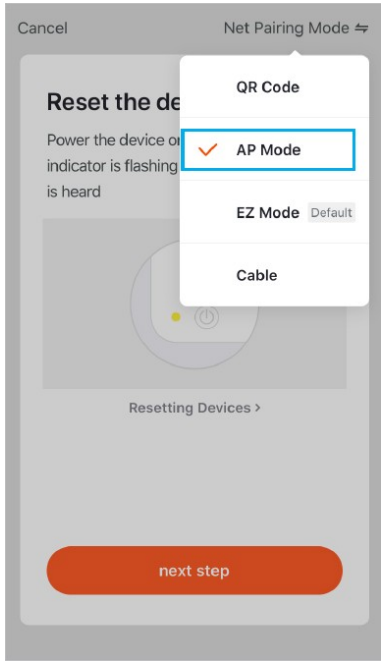 Cancel
Net Pairing Mode ⇋
QR Code
AP Mode
EZ Mode Default
Cable
Reset the de
Power the device o
indicator is flashing
is heard
Resetting Devices >
next step